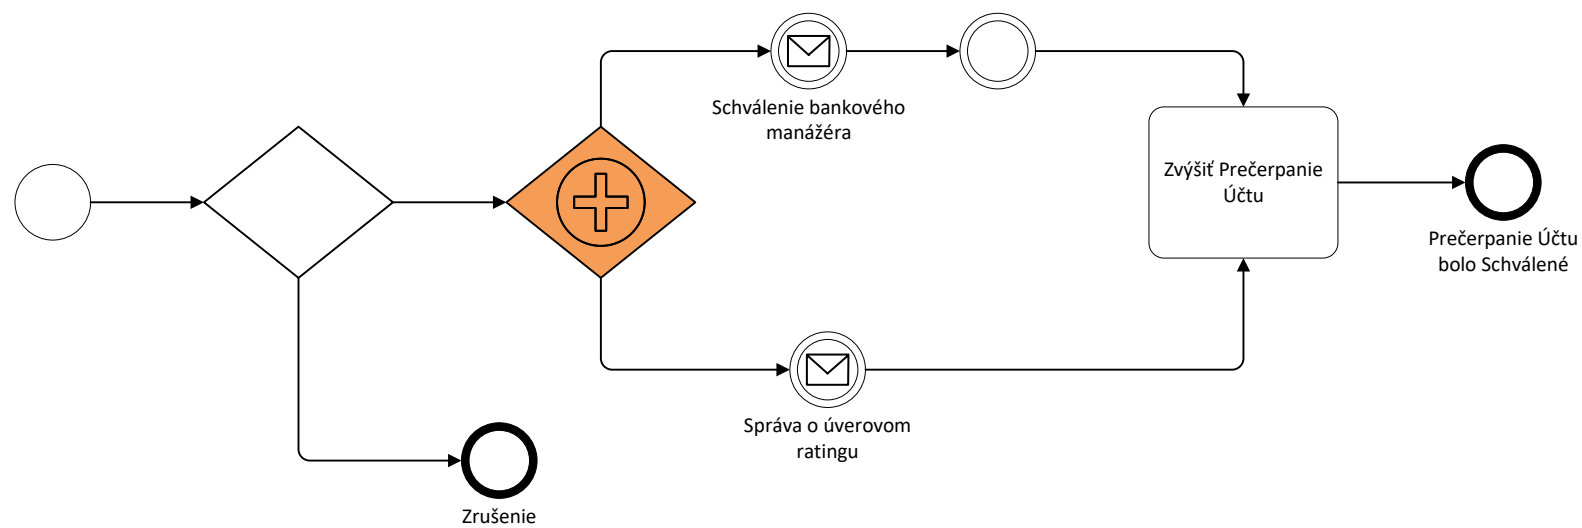 Schválenie bankového
manážéra
Zvýšiť Prečerpanie
Účtu
Prečerpanie Účtu
bolo Schválené
Správa o úverovom
ratingu
Zrušenie